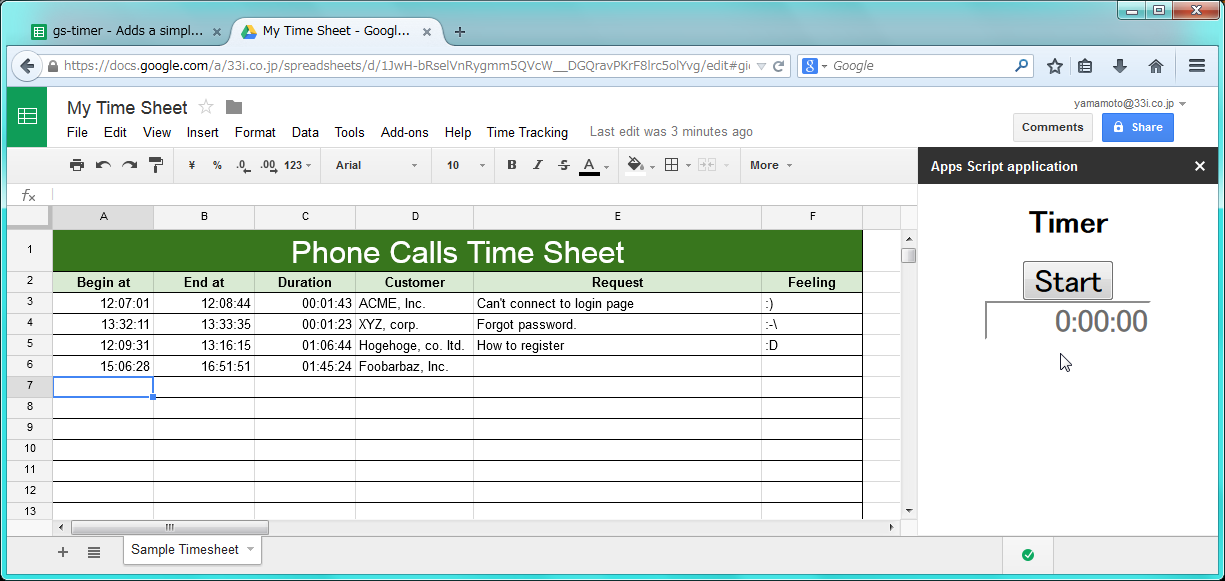 gs-timer - Adds a simpl...
My Time Sheet - Googl...
https://docs.google.com/a/33i.co.jp/spreadsheets/d/1JwH-bRselVnRygmm5QVcW__DGQravPKrF8lrc5olYvg/edit#gi
Google
My Time Sheet
yamamoto@33i.co.jp
File Edit View Insert Format Data Tools Add-ons Help Time Tracking Last edit was 3 minutes ago
Comments Share
¥ % .0 .00 123 Arial 10 B I S A More
Apps Script application
fx
A B C D E F
1 Phone Calls Time Sheet
2 Begin at End at Duration Customer Request Feeling
3 12:07:01 12:08:44 00:01:43 ACME, Inc. Can't connect to login page :)
4 13:32:11 13:33:35 00:01:23 XYZ, corp. Forgot password. :-\
5 12:09:31 13:16:15 01:06:44 Hogehoge, co. ltd. How to register :D
6 15:06:28 16:51:51 01:45:24 Foobarbaz, Inc.
7
8
9
10
11
12
13
Timer
Start
0:00:00
Sample Timesheet